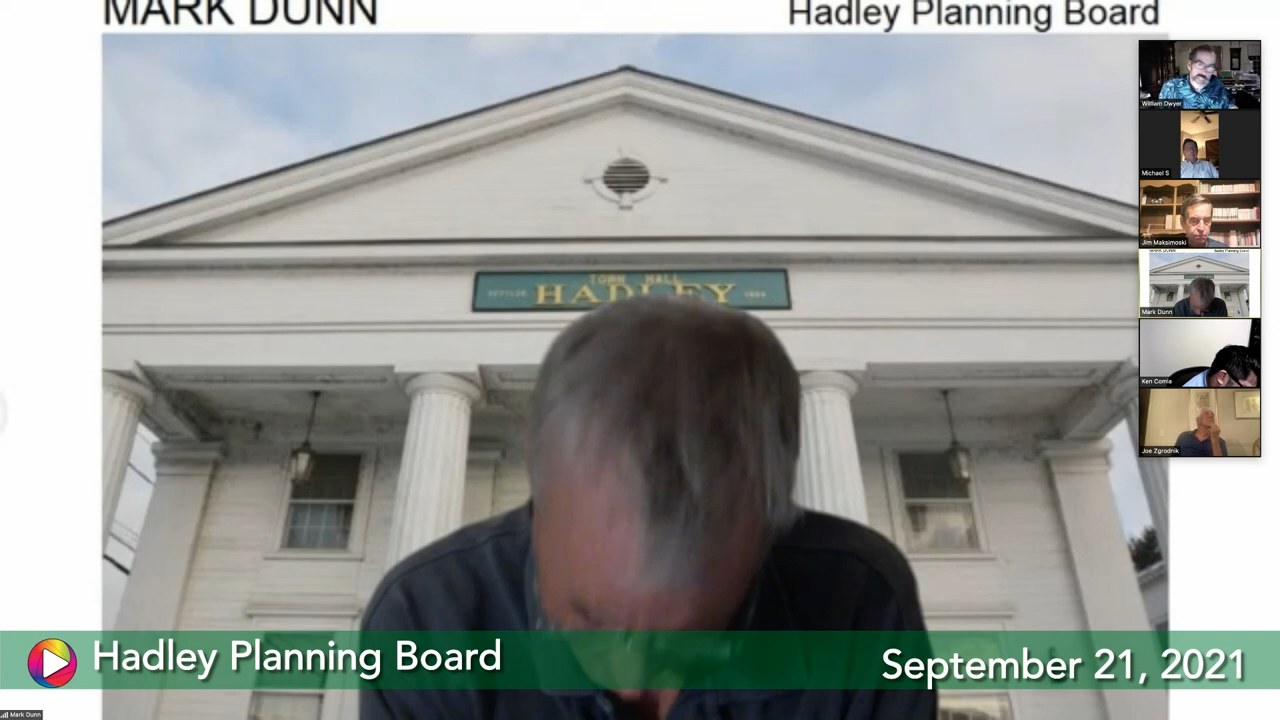 MARK DUNN
Hadley Planning Board
TOWN HALL
HADLEY
William Dwyer
Michael S
Jim Maksimoski
Mark Dunn
Ken Comia
Joe Zgrodnik
Hadley Planning Board
September 21, 2021
Mark Dunn